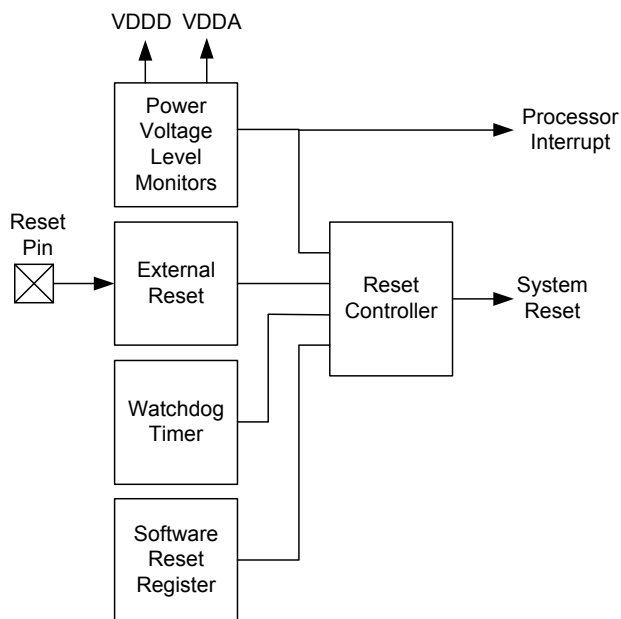 VDDD VDDA
Power
Voltage
Level
Monitors
Processor
Interrupt
Reset
Pin
External
Reset
Reset
Controller
System
Reset
Watchdog
Timer
Software
Reset
Register